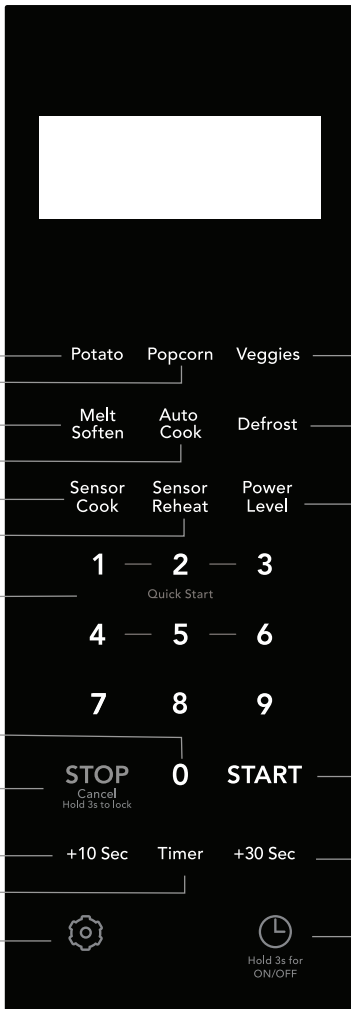 Potato Popcorn Veggies
Melt Auto
Soften Cook Defrost
Sensor Sensor Power
Cook Reheat Level
1 2 3
Quick Start
4 5 6
7 8 9
STOP 0 START
Cancel
Hold 3s to lock
+10 Sec Timer +30 Sec
Hold 3s for
ON/OFF